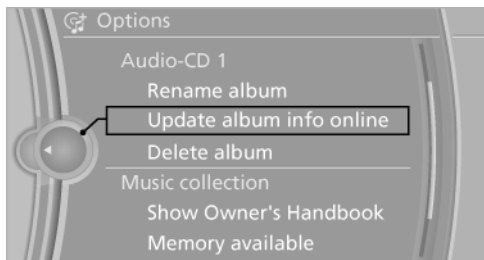 Options
Audio-CD 1
Rename album
Update album info online
Delete album
Music collection
Show Owner's Handbook
Memory available